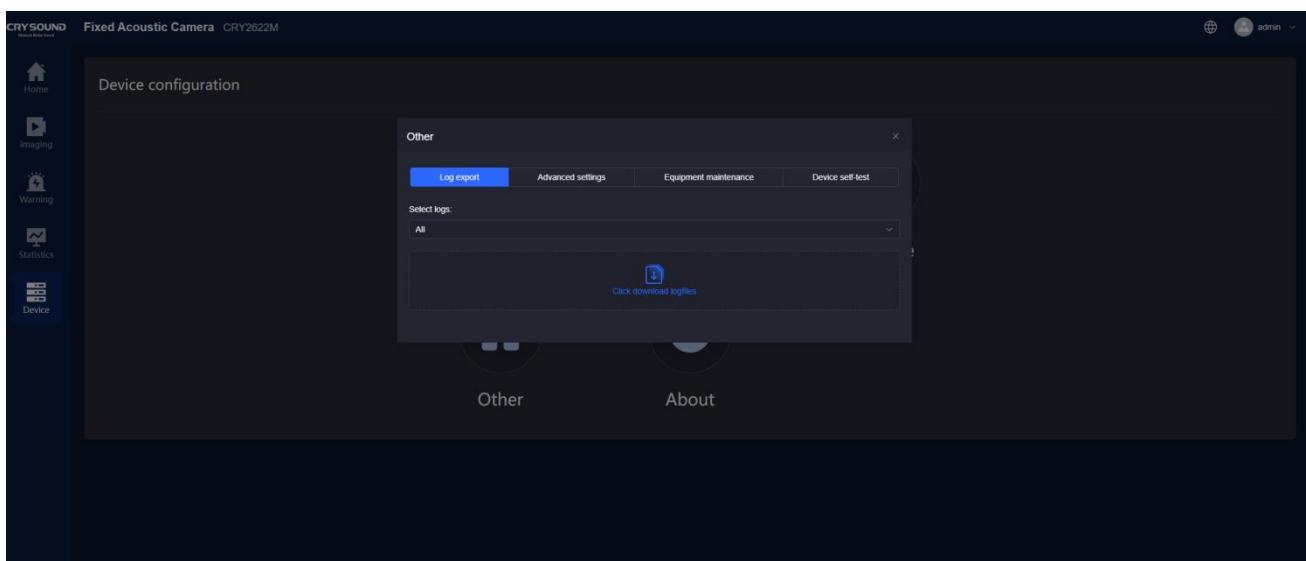 CRYSOUND
Fixed Acoustic Camera CRY2622M
admin
Home
Device configuration
Imaging
Other
Log export
Advanced settings
Equipment maintenance
Device self-test
Warning
Select logs:
All
Statistics
Click download logfiles
Device
Other
About